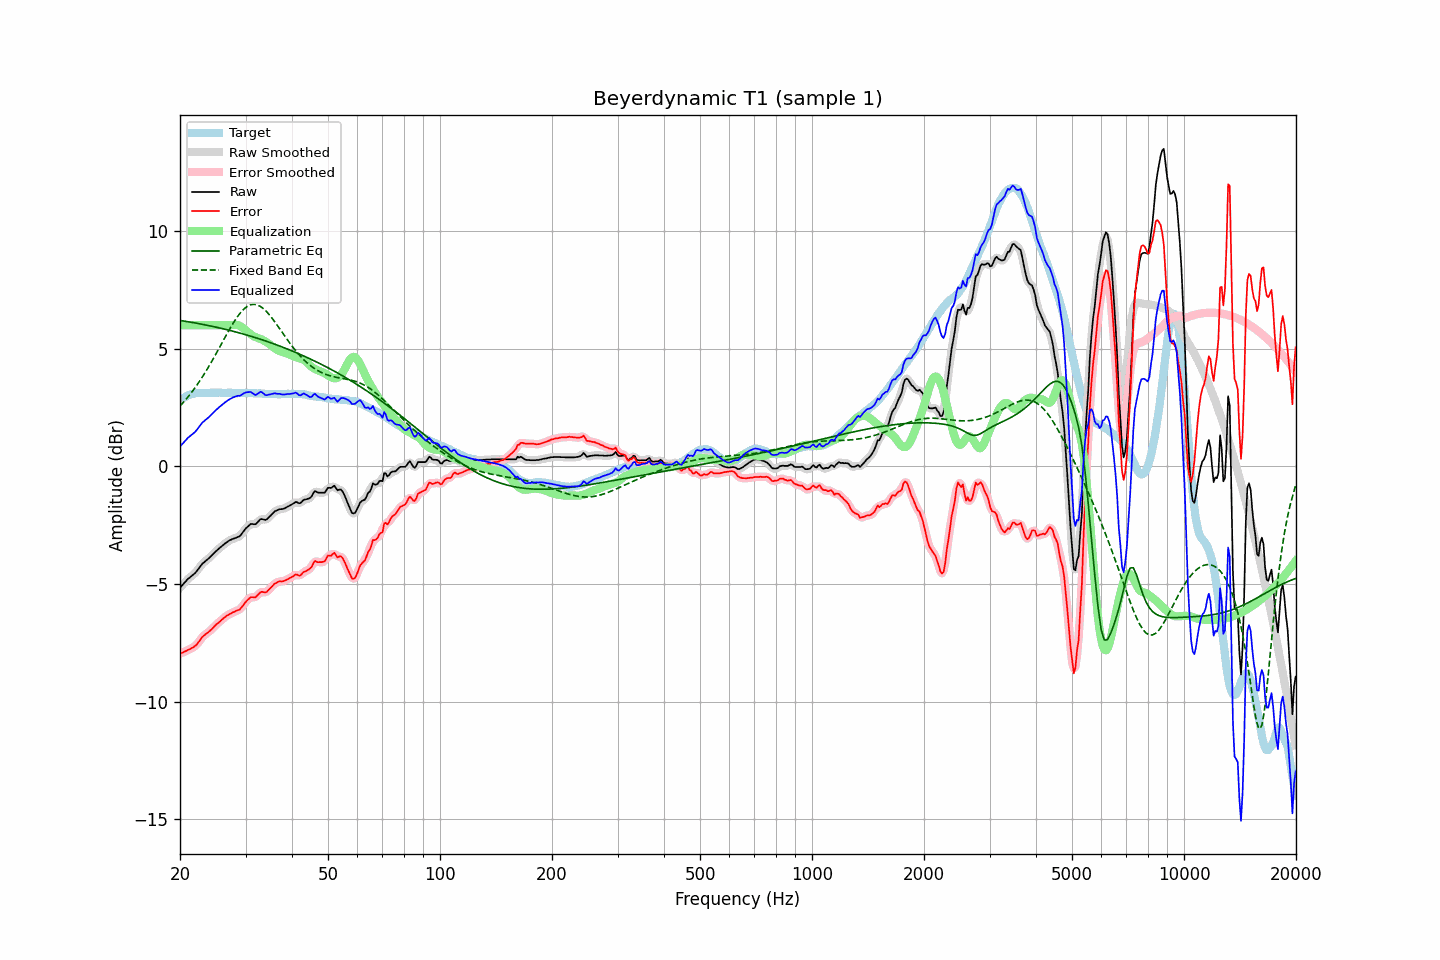 Beyerdynamic T1 (sample 1)
Target
Raw Smoothed
Error Smoothed
Raw
Error
Equalization
Parametric Eq
Fixed Band Eq
Equalized
Amplitude (dBr)
10
5
0
−5
−10
−15
20
50
100
200
500
1000
2000
5000
10000
20000
Frequency (Hz)